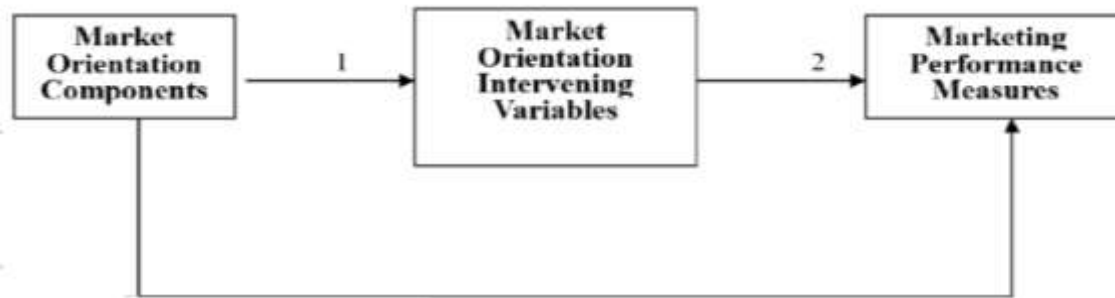 Market
Orientation
Components
1
Market
Orientation
Intervening
Variables
2
Marketing
Performance
Measures